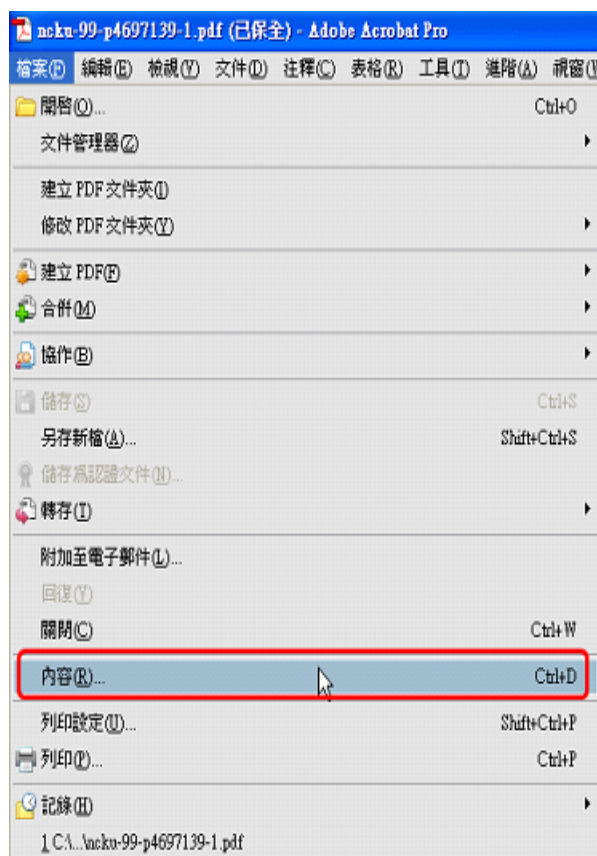 ncku-99-p4697139-1.pdf (已保全) - Adobe Acrobat Pro
檔案(F) 編輯(E) 檢視(V) 文件(D) 注釋(C) 表格(R) 工具(T) 進階(A) 視窗(
開啓(O)... Ctrl+O
文件管理器(Z)
建立 PDF 文件夾(I)
修改 PDF 文件夾(Y)
建立 PDF(F)
合併(M)
協作(B)
儲存(S) Ctrl+S
另存新檔(A)... Shift+Ctrl+S
儲存爲認證文件(N)...
轉存(T)
附加至電子郵件(L)...
回復(V)
關閉(C) Ctrl+W
內容(R)... Ctrl+D
列印設定(U)... Shift+Ctrl+P
列印(P)... Ctrl+P
記錄(H)
1 C:\...\ncku-99-p4697139-1.pdf